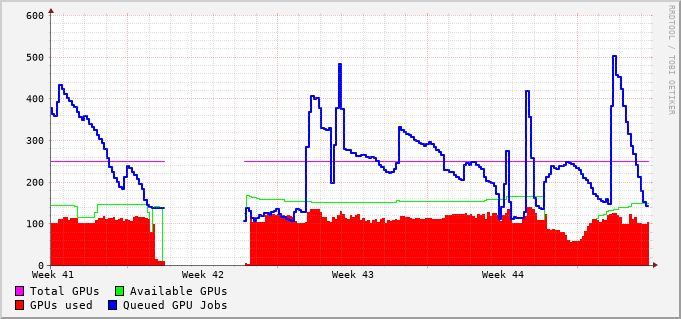 600
500
400
300
200
100
0
Week 41 Week 42 Week 43 Week 44
Total GPUs Available GPUs
GPUs used Queued GPU Jobs
RRDTOOL / TOBI OETIKER